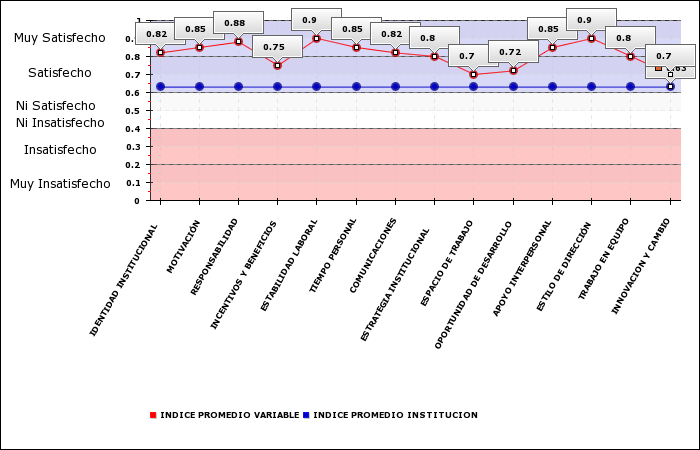 1
0.9
0.82
0.85
0.88
0.75
0.9
0.85
0.82
0.8
0.7
0.72
0.85
0.9
0.8
0.7
Muy Satisfecho
0.
0.8
Satisfecho
0.7
0.6
Ni Satisfecho
0.5
Ni Insatisfecho
0.4
Insatisfecho
0.3
0.2
Muy Insatisfecho
0.1
0
IDENTIDAD INSTITUCIONAL
MOTIVACIÓN
RESPONSABILIDAD
INCENTIVOS Y BENEFICIOS
ESTABILIDAD LABORAL
TIEMPO PERSONAL
COMUNICACIONES
ESTRATEGIA INSTITUCIONAL
ESPACIO DE TRABAJO
OPORTUNIDAD DE DESARROLLO
APOYO INTERPERSONAL
ESTILO DE DIRECCIÓN
TRABAJO EN EQUIPO
INNOVACION Y CAMBIO
INDICE PROMEDIO VARIABLE INDICE PROMEDIO INSTITUCION